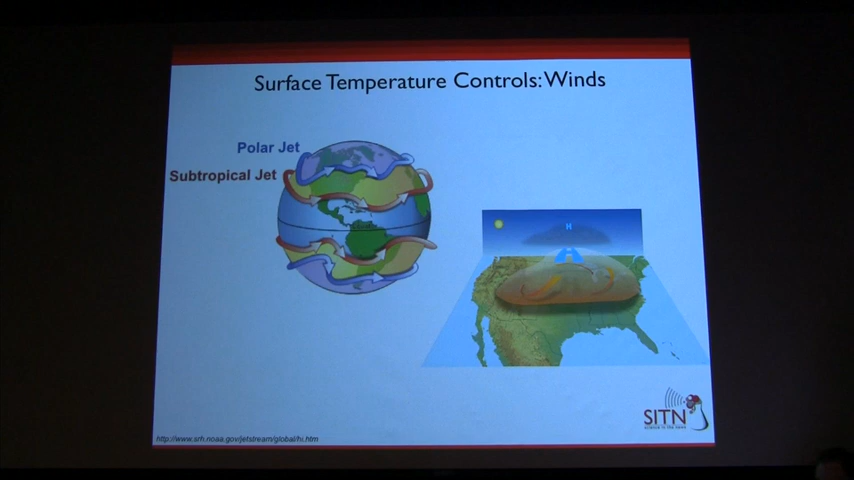 Surface Temperature Controls: Winds
Polar Jet
Subtropical Jet
H
SITN
http://www.srh.noaa.gov/jetstream/global/hi.htm